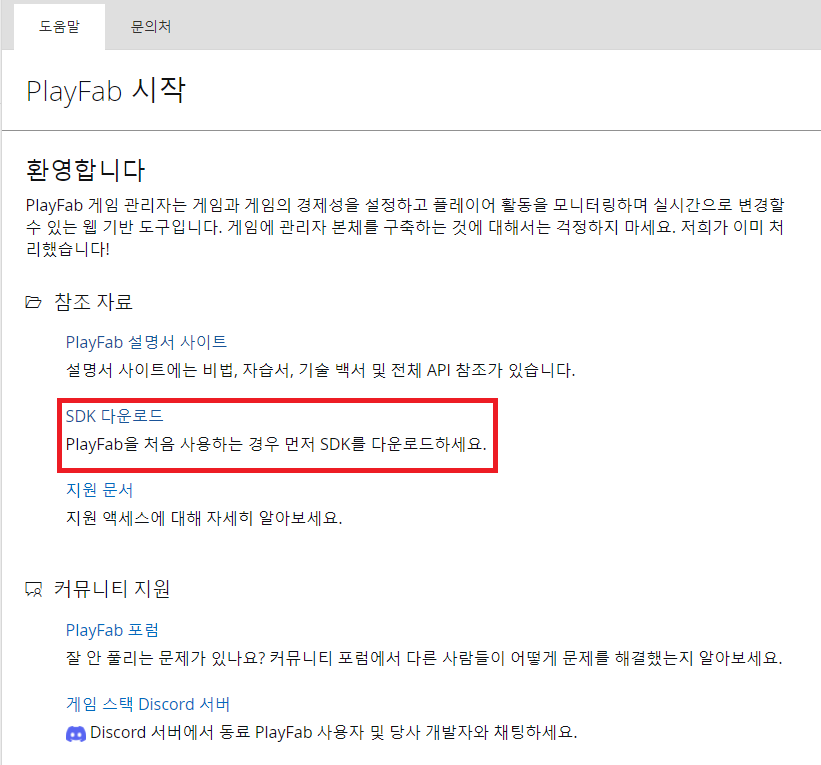 도움말
문의처
PlayFab 시작
환영합니다
PlayFab 게임 관리자는 게임과 게임의 경제성을 설정하고 플레이어 활동을 모니터링하며 실시간으로 변경할
수 있는 웹 기반 도구입니다. 게임에 관리자 본체를 구축하는 것에 대해서는 걱정하지 마세요. 저희가 이미 처
리했습니다!
참조 자료
PlayFab 설명서 사이트
설명서 사이트에는 비법, 자습서, 기술 백서 및 전체 API 참조가 있습니다.
SDK 다운로드
PlayFab을 처음 사용하는 경우 먼저 SDK를 다운로드하세요.
지원 문서
지원 액세스에 대해 자세히 알아보세요.
커뮤니티 지원
PlayFab 포럼
잘 안 풀리는 문제가 있나요? 커뮤니티 포럼에서 다른 사람들이 어떻게 문제를 해결했는지 알아보세요.
게임 스택 Discord 서버
Discord 서버에서 동료 PlayFab 사용자 및 당사 개발자와 채팅하세요.